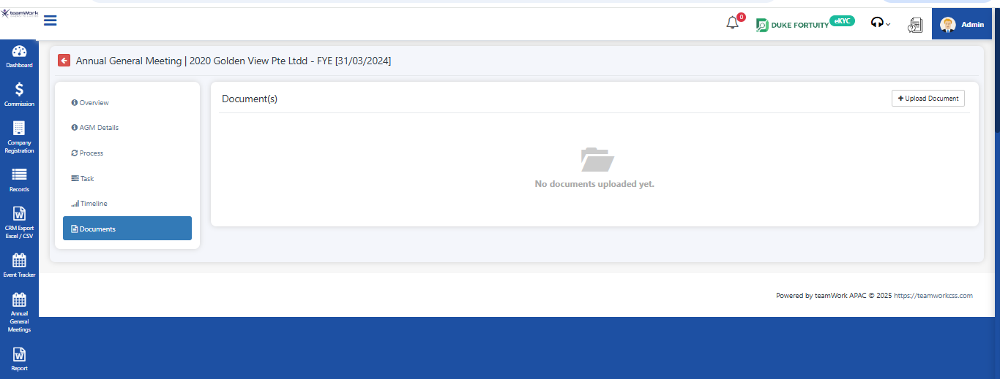 teamWork
0
DUKE FORTUITY eKYC
Admin
Dashboard
Commission
Company
Registration
Records
CRM Export
Excel / CSV
Event Tracker
Annual
General
Meetings
Report
Annual General Meeting | 2020 Golden View Pte Ltdd - FYE [31/03/2024]
Overview
AGM Details
Process
Task
Timeline
Documents
Document(s)
+ Upload Document
No documents uploaded yet.
Powered by teamWork APAC © 2025 https://teamworkcss.com